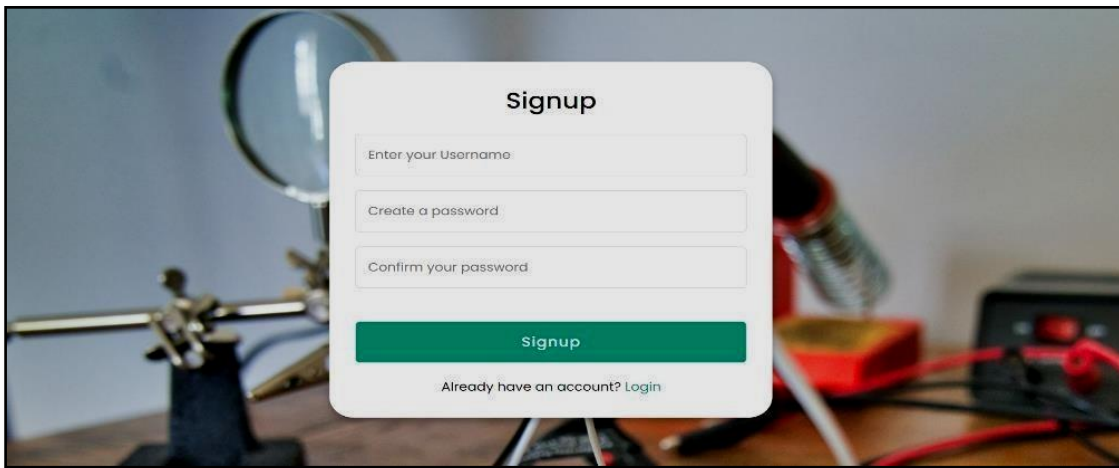 Signup
Enter your Username
Create a password
Confirm your password
Signup
Already have an account? Login